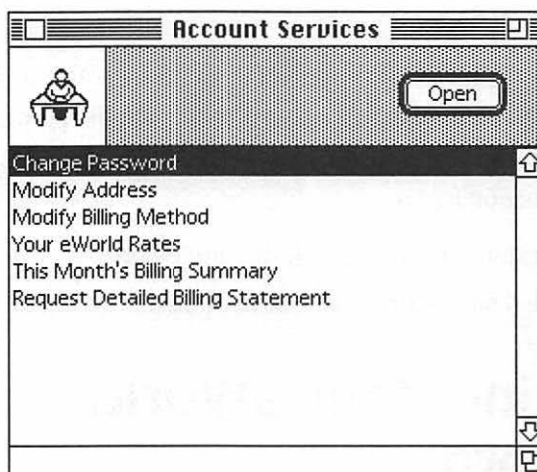 Account Services
Open
Change Password
Modify Address
Modify Billing Method
Your eWorld Rates
This Month's Billing Summary
Request Detailed Billing Statement